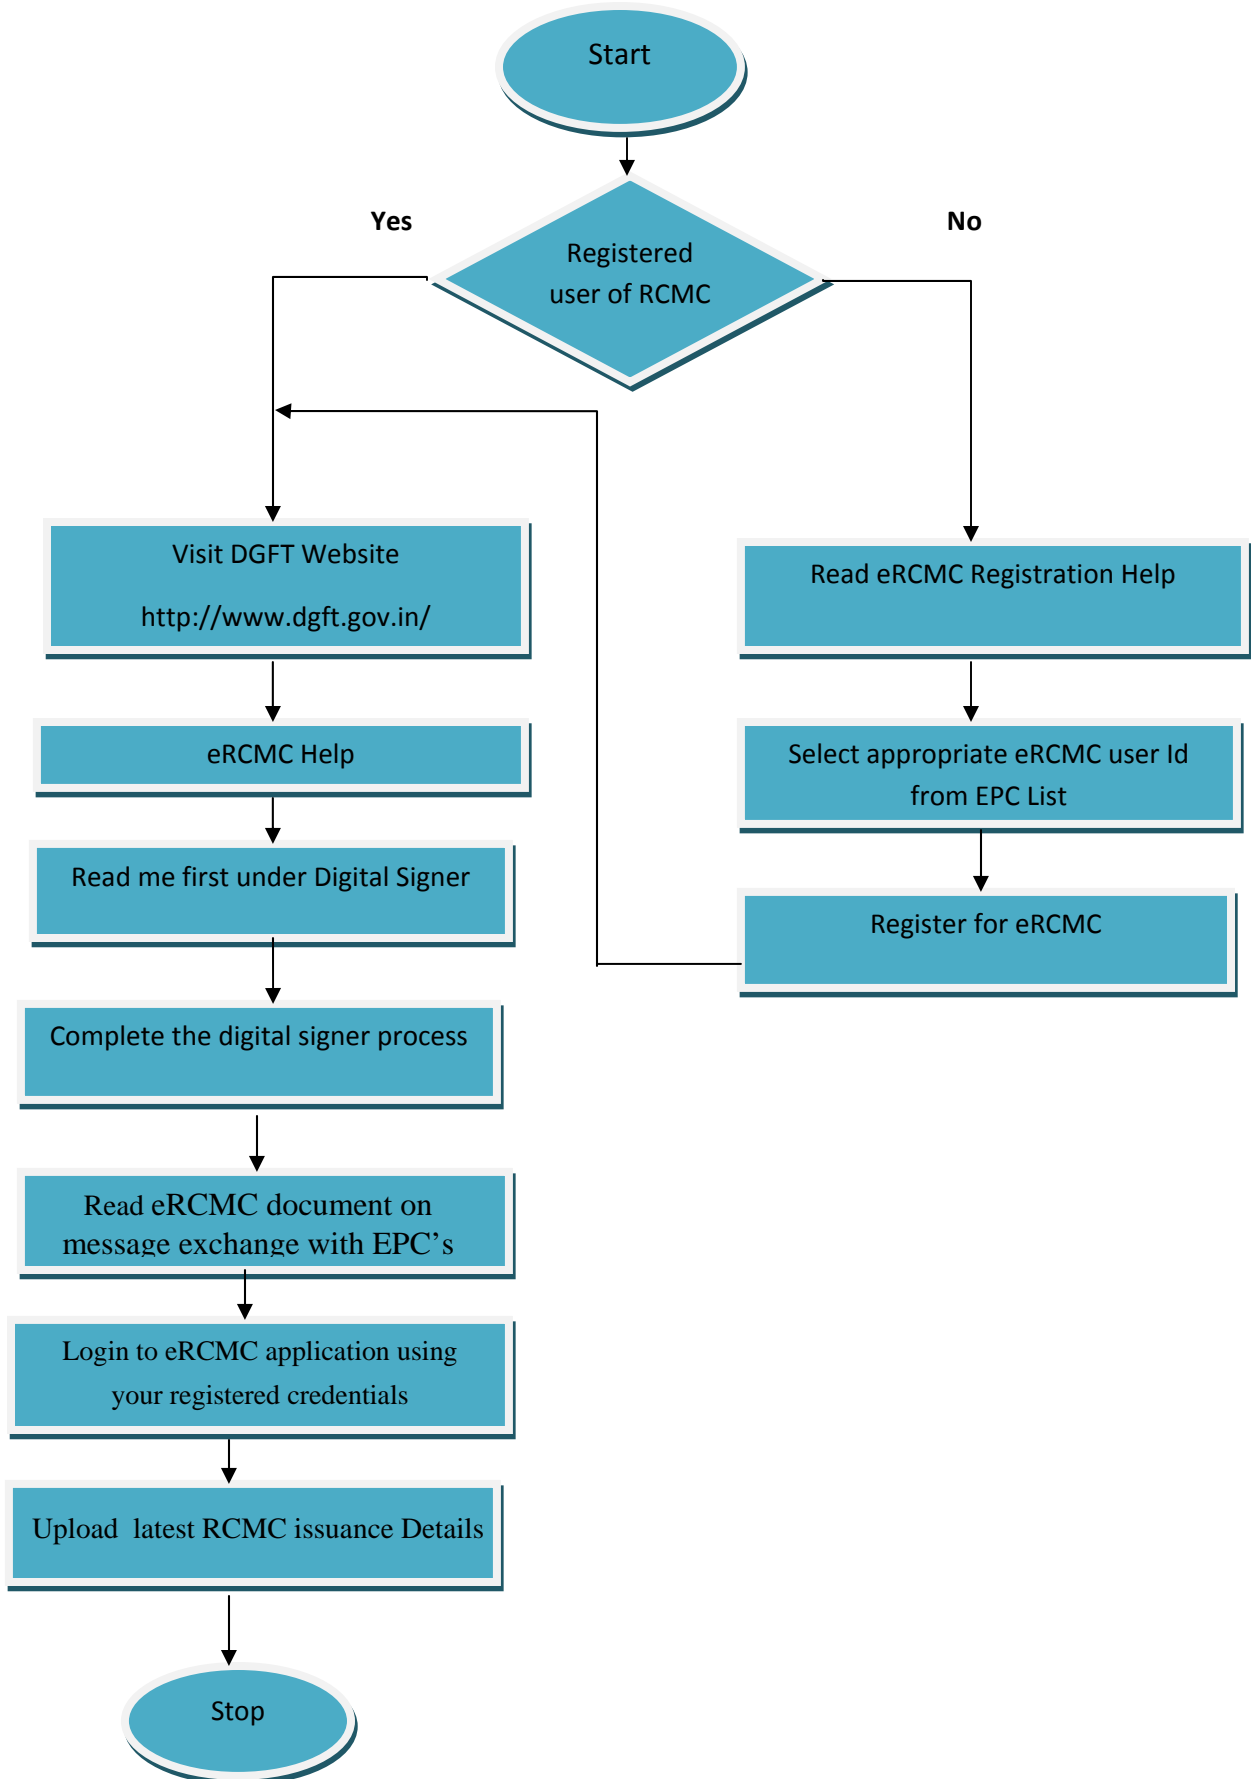 Start
Yes
No
Registered
user of RCMC
Visit DGFT Website
http://www.dgft.gov.in/
Read eRCMC Registration Help
eRCMC Help
Select appropriate eRCMC user Id
from EPC List
Read me first under Digital Signer
Register for eRCMC
Complete the digital signer process
Read eRCMC document on
message exchange with EPC’s
Login to eRCMC application using
your registered credentials
Upload latest RCMC issuance Details
Stop